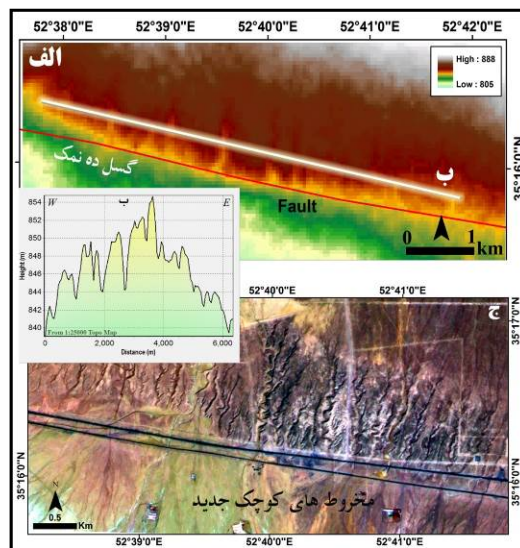 52°38'0"E 52°39'0"E 52°40'0"E 52°41'0"E 52°42'0"E
الف
High : 888
Low : 805
گسل ده نمک
ب
35°16'0"N
Fault
0 1
km
ب
W E
854
852
850
848
846
844
842
840
Height (m)
From 1:25000 Topo Map
0 2,000 4,000 6,000
Distance (m)
52°40'0"E 52°41'0"E
ج
35°17'0"N
35°16'0"N
35°16'0"N
مخروط های کوچک جدید
N
0.5
Km
52°39'0"E 52°40'0"E 52°41'0"E